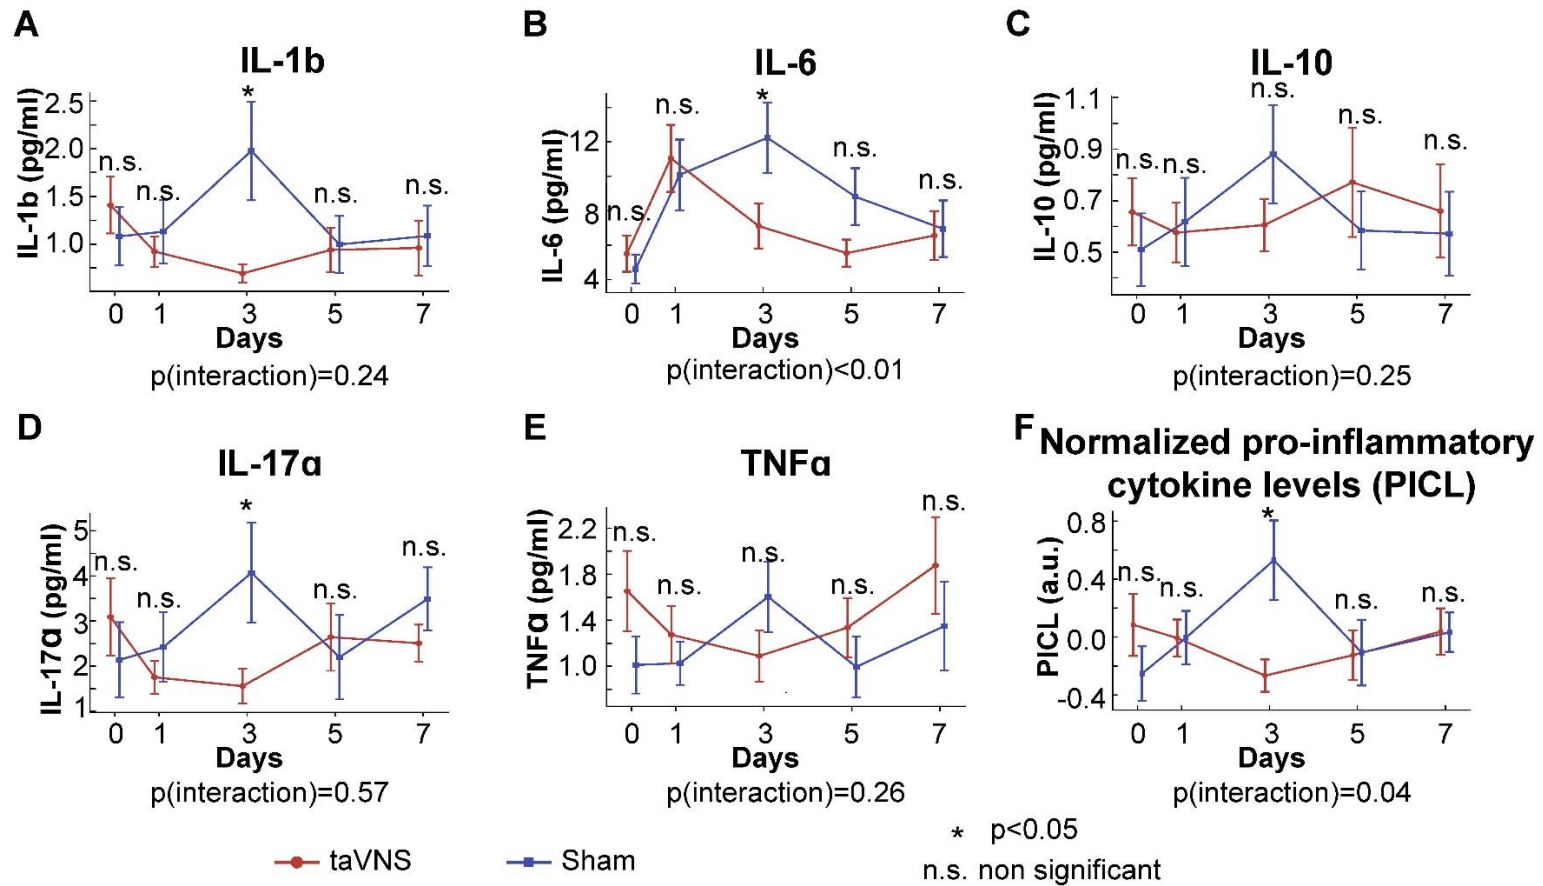 A
IL-1b
IL-1b (pg/ml)
2.5
2.0
1.5
1.0
n.s.
n.s.
*
n.s.
n.s.
0 1 3 5 7
Days
p(interaction)=0.24
B
IL-6
IL-6 (pg/ml)
12
8
4
n.s.
n.s.
*
n.s.
n.s.
0 1 3 5 7
Days
p(interaction)<0.01
C
IL-10
IL-10 (pg/ml)
1.1
0.9
0.7
0.5
n.s.
n.s.
n.s.
n.s.
n.s.
0 1 3 5 7
Days
p(interaction)=0.25
D
IL-17ɑ
IL-17ɑ (pg/ml)
5
4
3
2
1
n.s.
n.s.
*
n.s.
n.s.
0 1 3 5 7
Days
p(interaction)=0.57
E
TNFɑ
TNFɑ (pg/ml)
2.2
1.8
1.4
1.0
n.s.
n.s.
n.s.
n.s.
n.s.
0 1 3 5 7
Days
p(interaction)=0.26
F
Normalized pro-inflammatory
cytokine levels (PICL)
PICL (a.u.)
0.8
0.4
0.0
-0.4
n.s.
n.s.
*
n.s.
n.s.
0 1 3 5 7
Days
p(interaction)=0.04
taVNS
Sham
* p<0.05
n.s. non significant